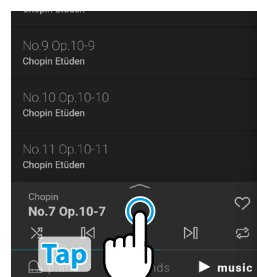 Chopin Etüden
No.9 Op.10-9
Chopin Etüden
No.10 Op.10-10
Chopin Etüden
No.11 Op.10-11
Chopin Etüden
Chopin
No.7 Op.10-7
Tap
nds
music